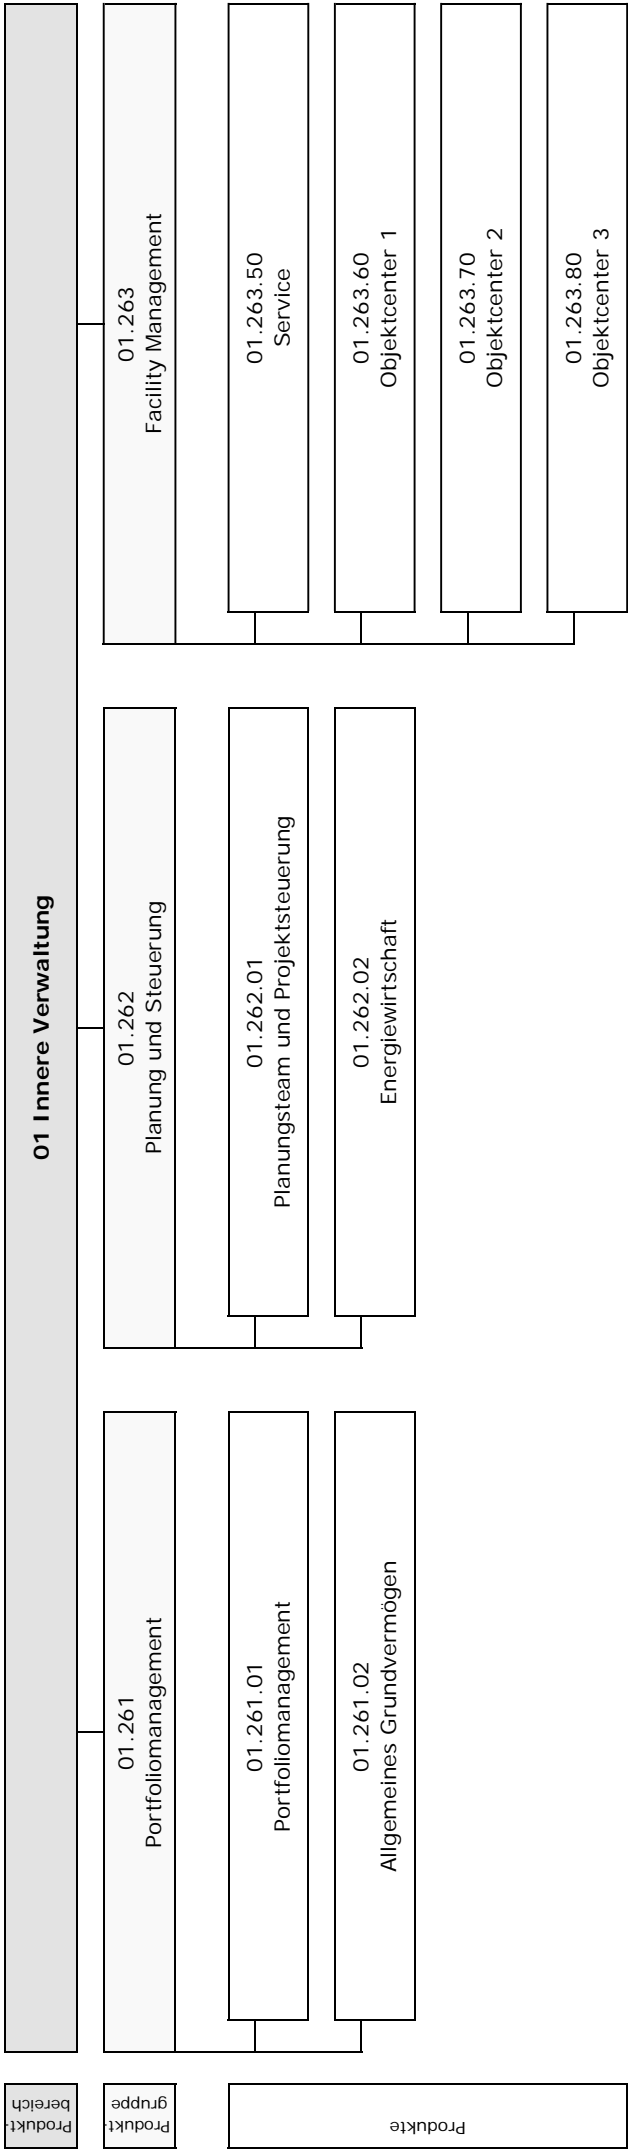 Produkt-
bereich
01 Innere Verwaltung
Produkt-
gruppe
01.261
Portfoliomanagement
01.262
Planung und Steuerung
01.263
Facility Management
Produkte
01.261.01
Portfoliomanagement
01.262.01
Planungsteam und Projektsteuerung
01.263.50
Service
01.261.02
Allgemeines Grundvermögen
01.262.02
Energiewirtschaft
01.263.60
Objektcenter 1
01.263.70
Objektcenter 2
01.263.80
Objektcenter 3